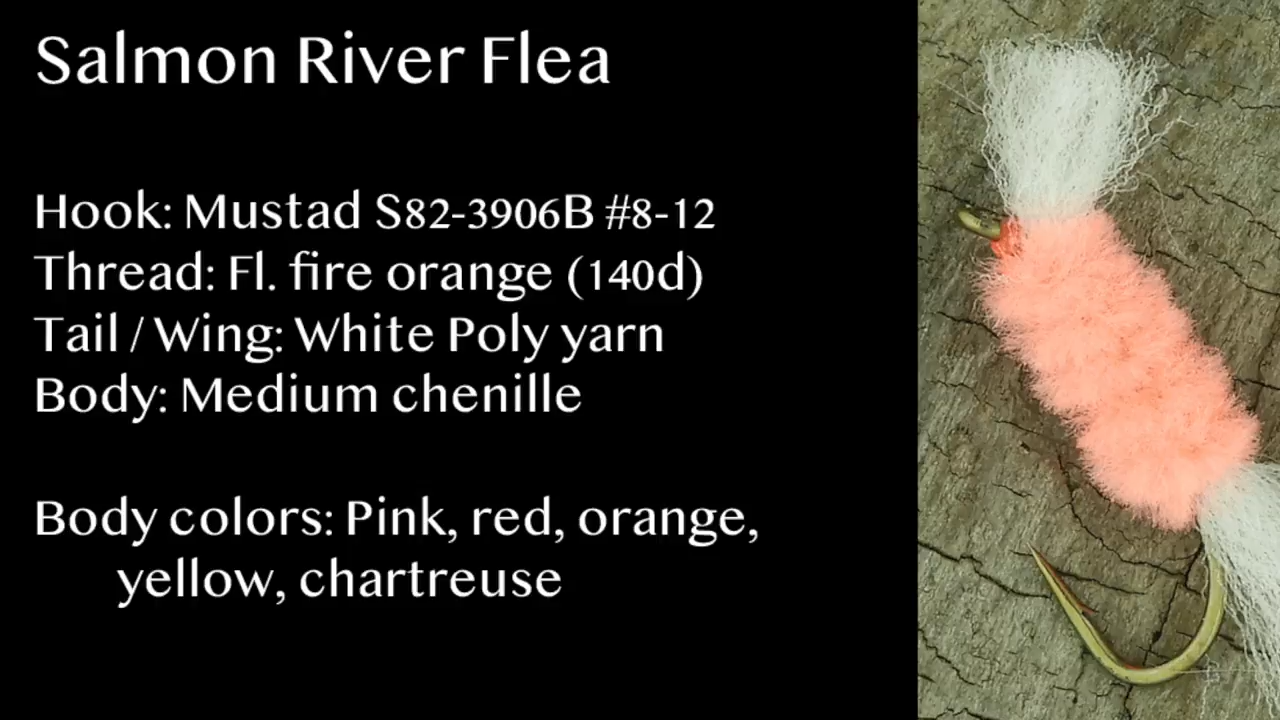 Salmon River Flea
Hook: Mustad S82-3906B #8-12
Thread: Fl. fire orange (140d)
Tail / Wing: White Poly yarn
Body: Medium chenille
Body colors: Pink, red, orange,
yellow, chartreuse